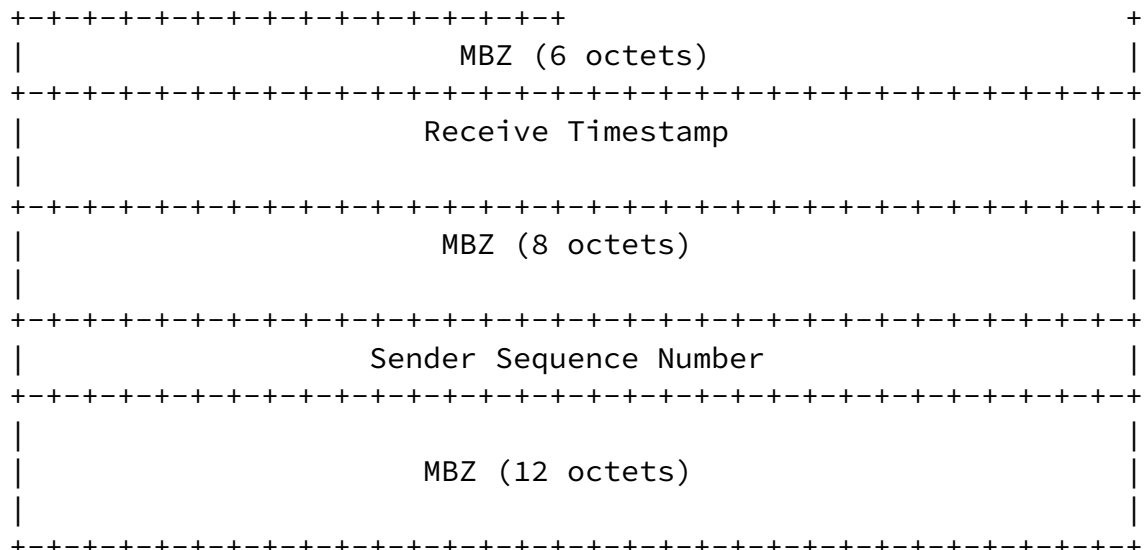 +-+-+-+-+-+-+-+-+-+-+-+-+-+-+-+                               +
|                        MBZ (6 octets)                         |
+-+-+-+-+-+-+-+-+-+-+-+-+-+-+-+-+-+-+-+-+-+-+-+-+-+-+-+-+-+-+-+-+
|                      Receive Timestamp                        |
|                                                               |
+-+-+-+-+-+-+-+-+-+-+-+-+-+-+-+-+-+-+-+-+-+-+-+-+-+-+-+-+-+-+-+-+
|                       MBZ (8 octets)                          |
|                                                               |
+-+-+-+-+-+-+-+-+-+-+-+-+-+-+-+-+-+-+-+-+-+-+-+-+-+-+-+-+-+-+-+-+
|                   Sender Sequence Number                      |
+-+-+-+-+-+-+-+-+-+-+-+-+-+-+-+-+-+-+-+-+-+-+-+-+-+-+-+-+-+-+-+-+
|                                                               |
|                      MBZ (12 octets)                          |
|                                                               |
+-+-+-+-+-+-+-+-+-+-+-+-+-+-+-+-+-+-+-+-+-+-+-+-+-+-+-+-+-+-+-+-+